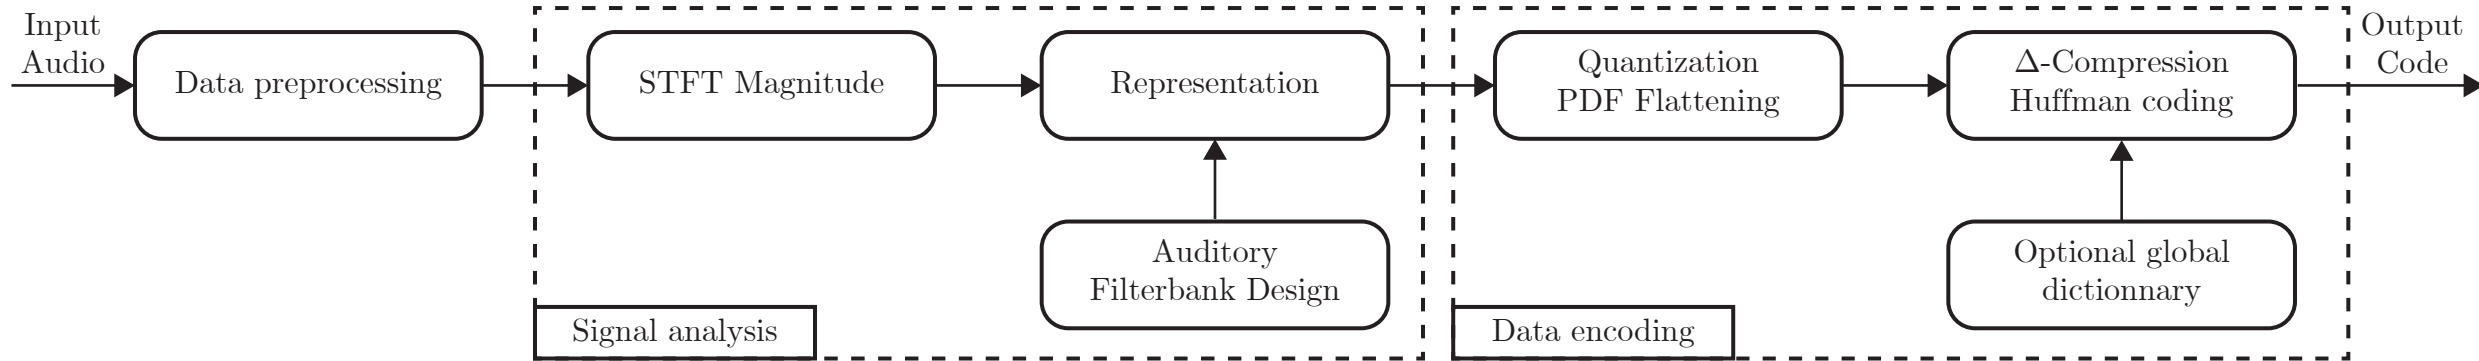 Input
Audio
Data preprocessing
STFT Magnitude
Representation
Auditory
Filterbank Design
Signal analysis
Quantization
PDF Flattening
Δ-Compression
Huffman coding
Optional global
dictionnary
Data encoding
Output
Code